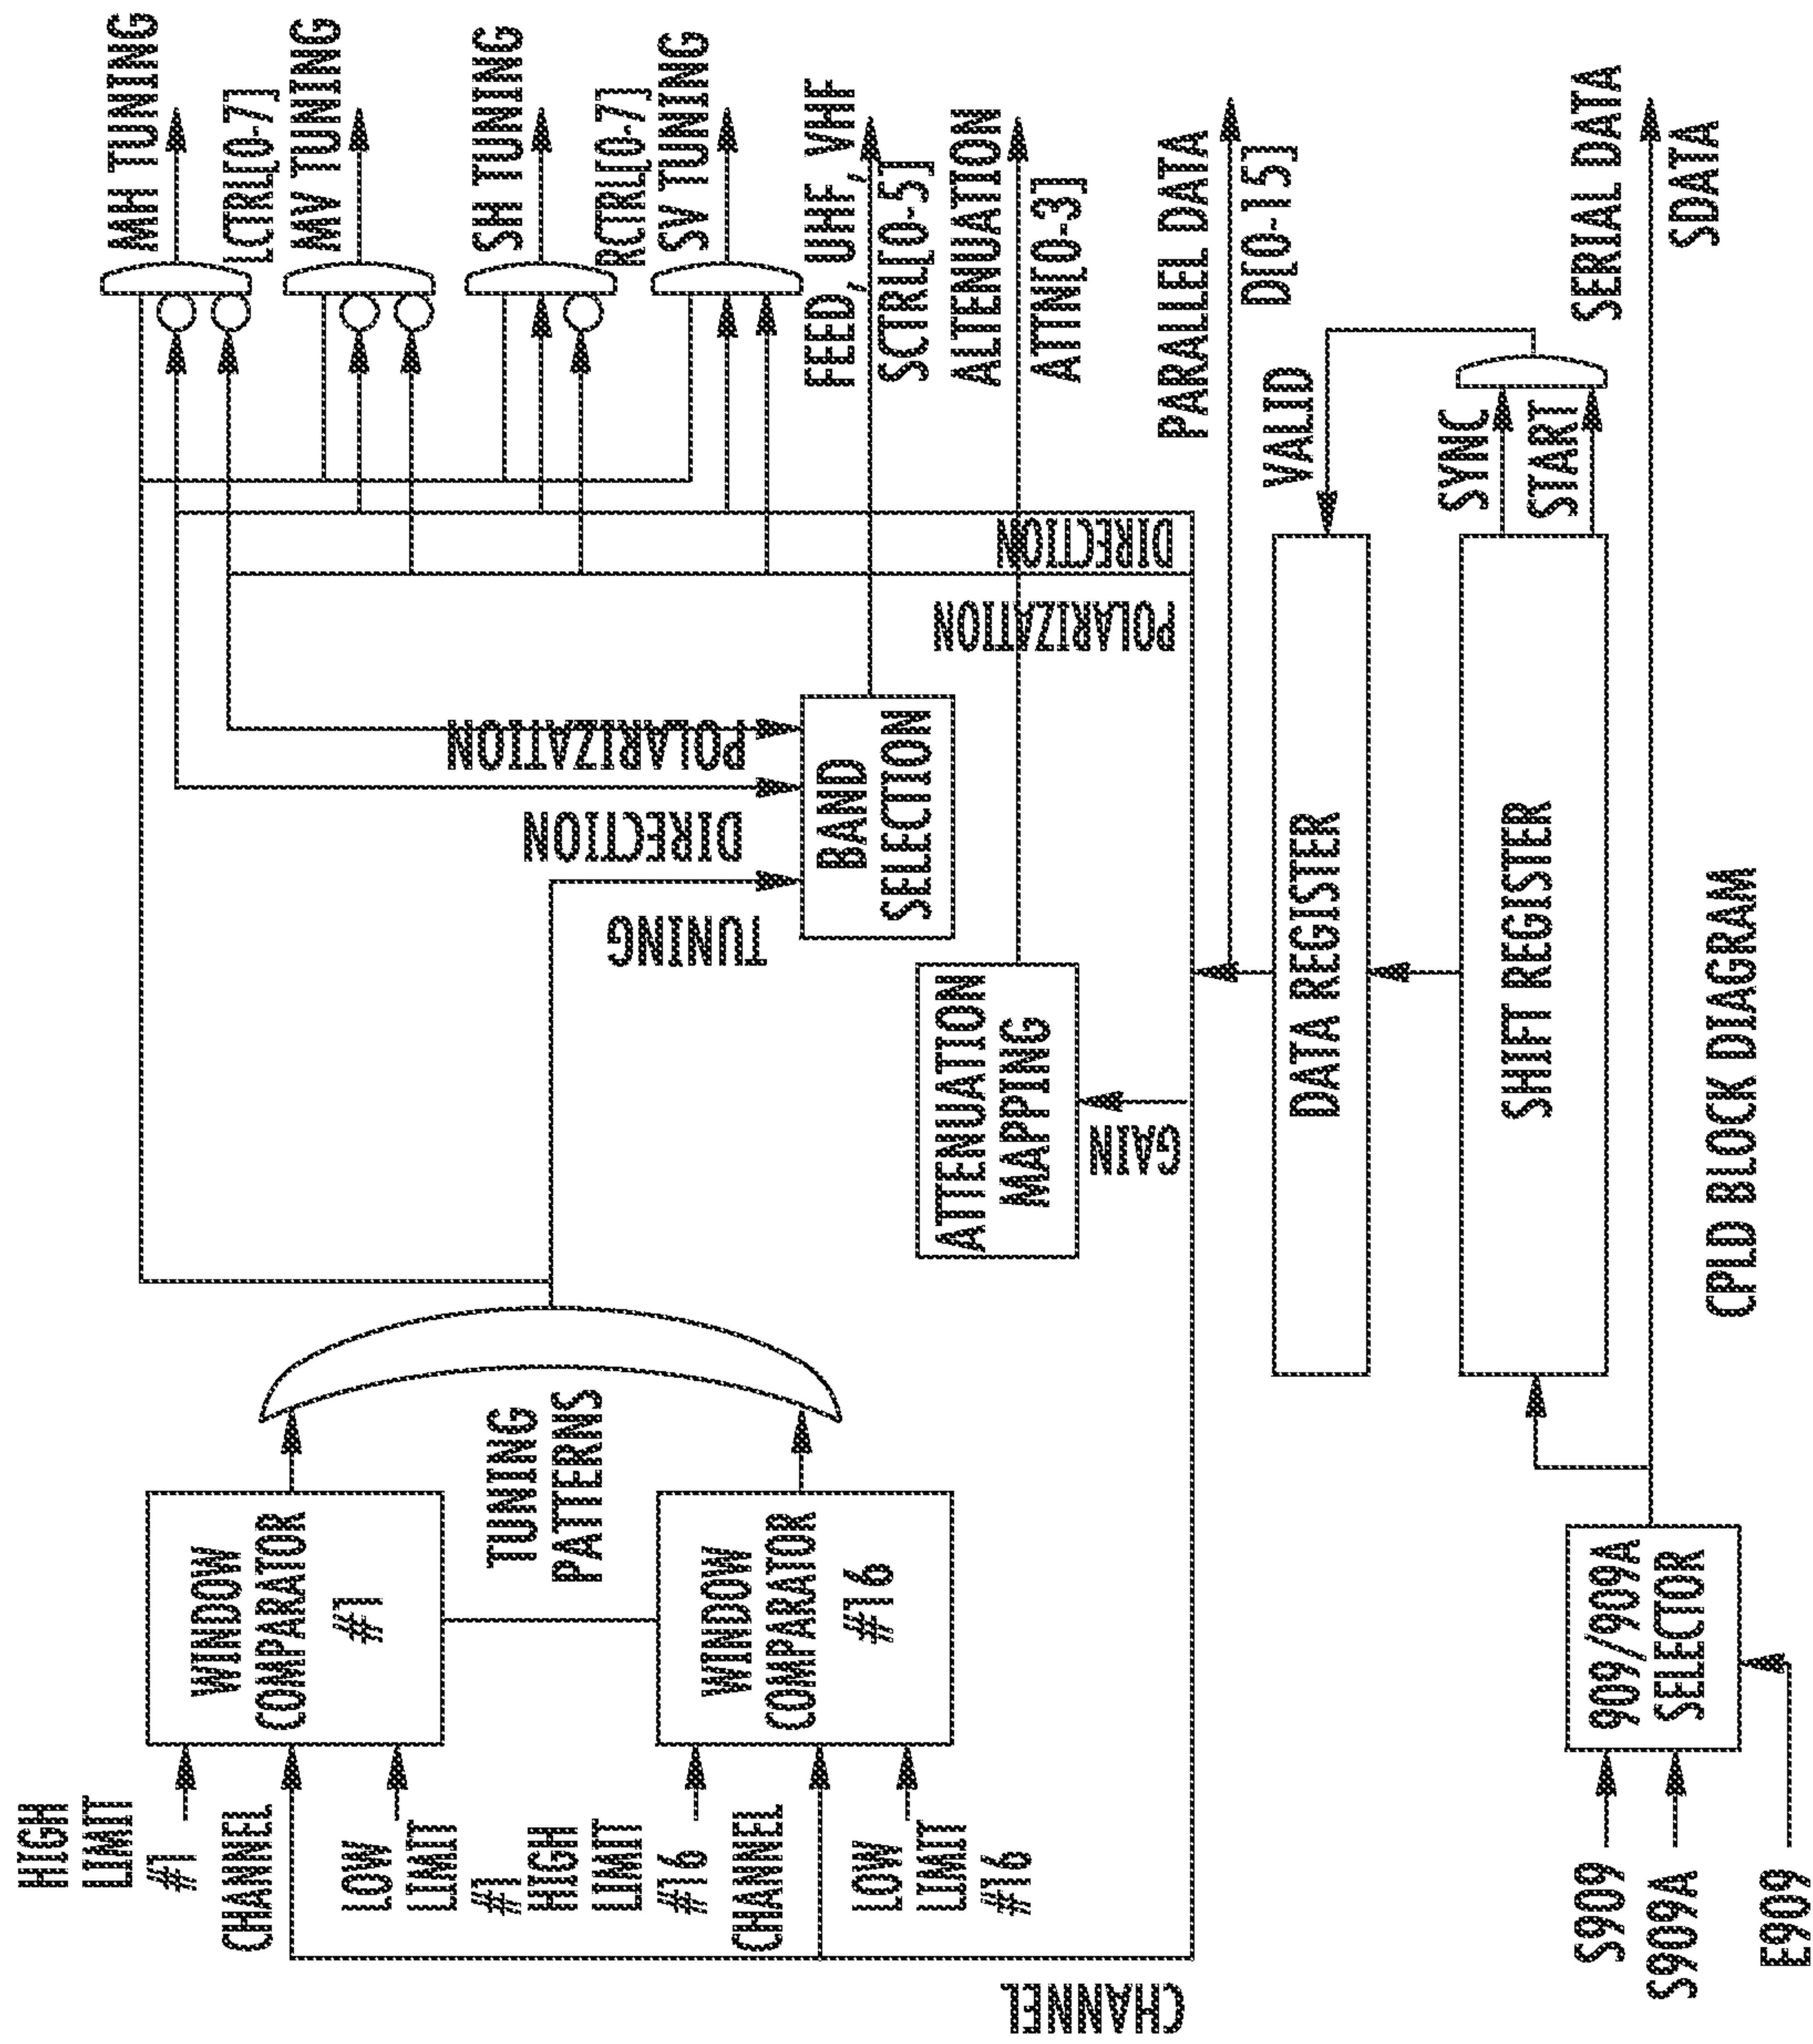 HIGH
LIMIT
#1
CHANNEL
LOW
LIMIT
#1
HIGH
LIMIT
#16
CHANNEL
LOW
LIMIT
#16
CHANNEL
WINDOW
COMPARATOR
#1
WINDOW
COMPARATOR
#16
TUNING
PATTERNS
TUNING
DIRECTION
POLARIZATION
BAND
SELECTION
ATTENUATION
MAPPING
GAIN
POLARIZATION
DIRECTION
MH TUNING
LCTRL[0-7]
MV TUNING
SH TUNING
RCTRL[0-7]
SV TUNING
FEED, UHF, VHF
SCTRL[0-5]
ALTENUATION
ATTN[0-3]
PARALLEL DATA
D[0-15]
VALID
DATA REGISTER
SYNC
START
SHIFT REGISTER
SERIAL DATA
SDATA
909/909A
SELECTOR
S909
S909A
E909
CPLD BLOCK DIAGRAM